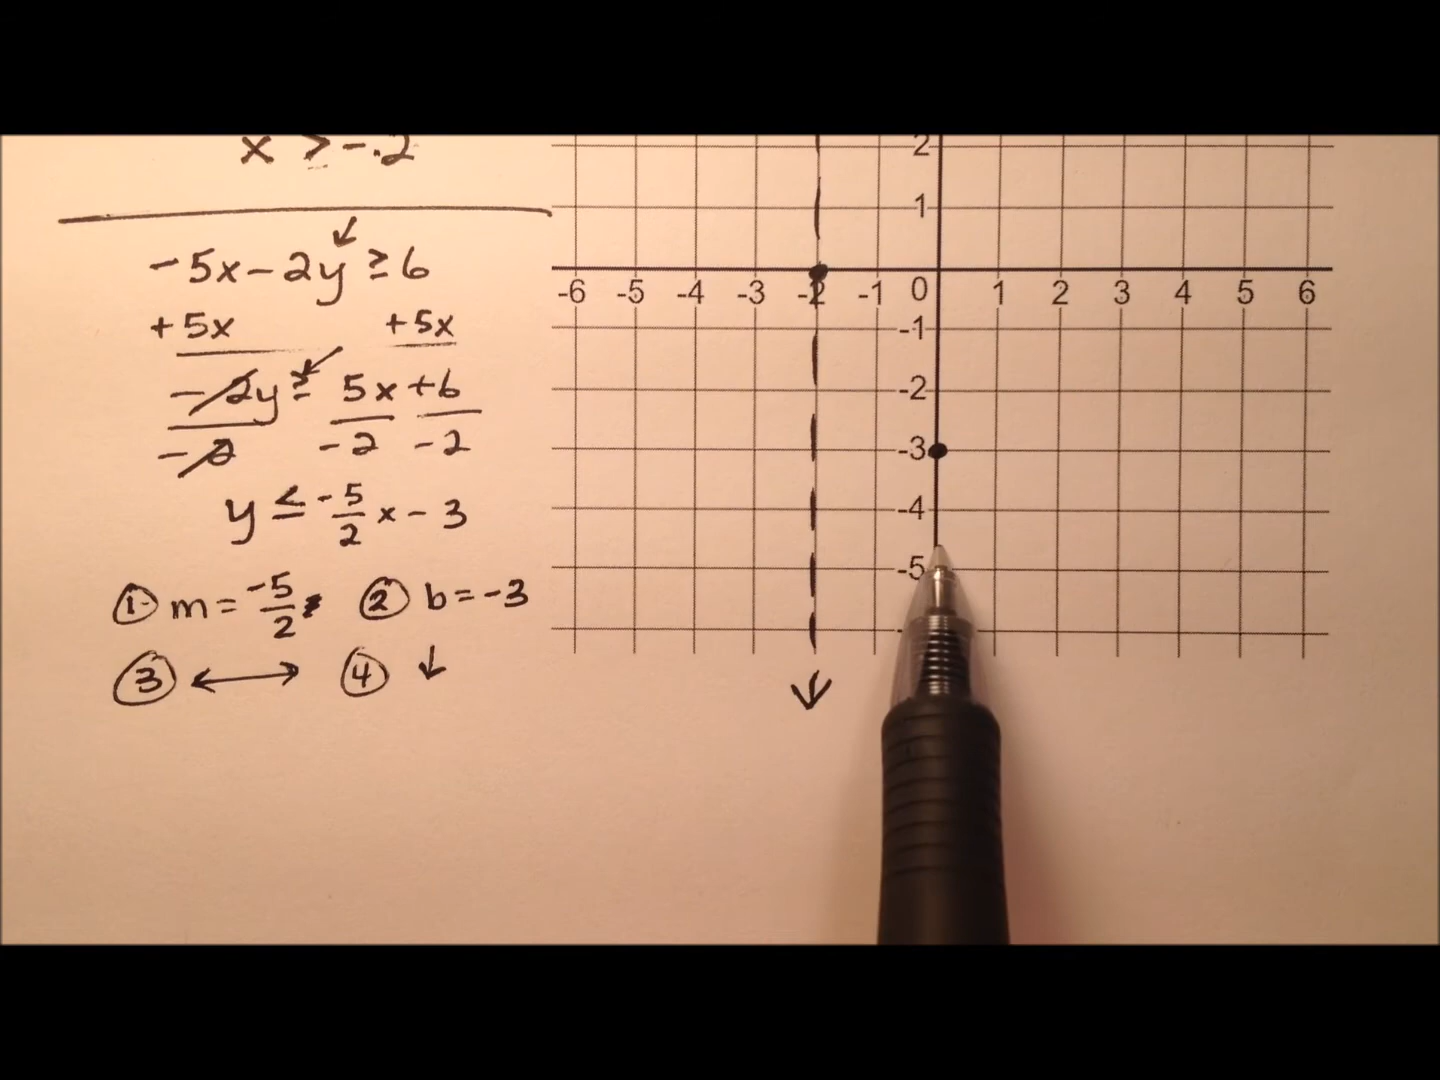 x > -2
-5x - 2y ≥ 6
+5x +5x
-2y ≥ 5x + 6
-2 -2 -2
y ≤ -5/2 x - 3
① m = -5/2 ② b = -3
③ ↔ ④ ↓
2
1
-6 -5 -4 -3 -2 -1 0 1 2 3 4 5 6
-1
-2
-3
-4
-5